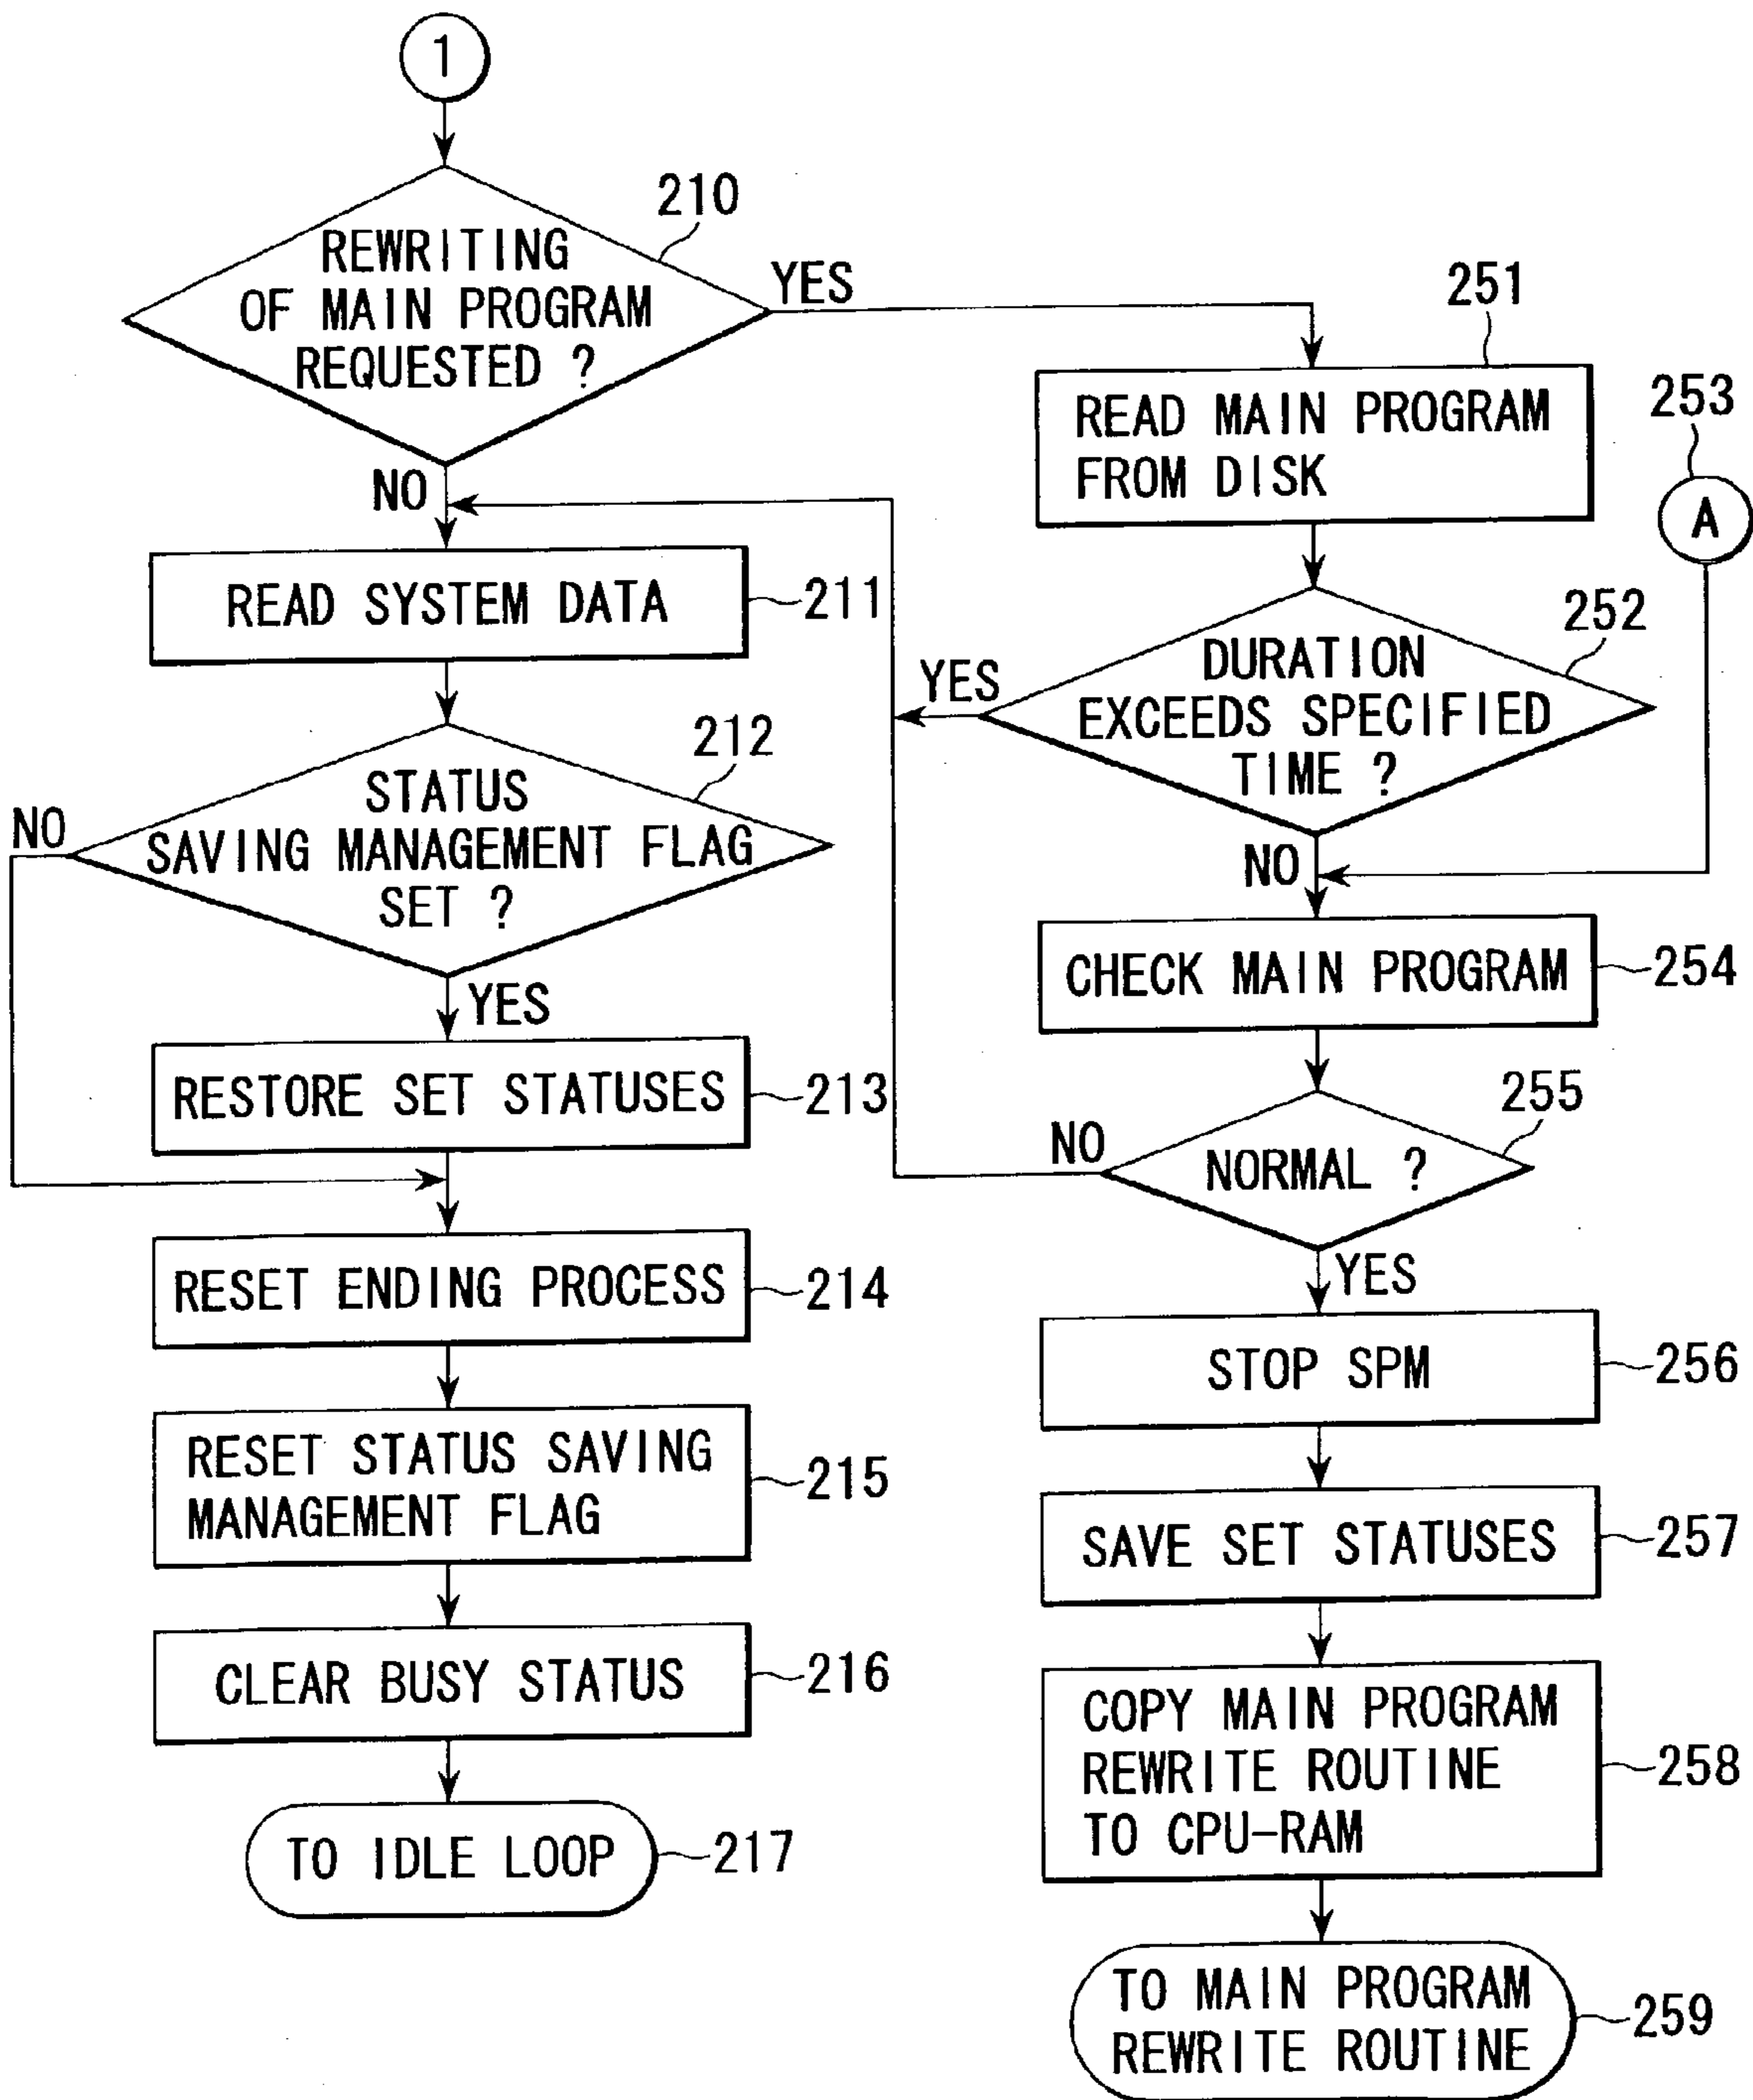 1
210
REWRITING
OF MAIN PROGRAM
REQUESTED ?
YES
NO
READ SYSTEM DATA
211
212
STATUS
SAVING MANAGEMENT FLAG
SET ?
NO
YES
RESTORE SET STATUSES
213
RESET ENDING PROCESS
214
RESET STATUS SAVING
MANAGEMENT FLAG
215
CLEAR BUSY STATUS
216
TO IDLE LOOP
217
251
READ MAIN PROGRAM
FROM DISK
253
A
252
DURATION
EXCEEDS SPECIFIED
TIME ?
YES
NO
CHECK MAIN PROGRAM
254
255
NORMAL ?
NO
YES
STOP SPM
256
SAVE SET STATUSES
257
COPY MAIN PROGRAM
REWRITE ROUTINE
TO CPU-RAM
258
TO MAIN PROGRAM
REWRITE ROUTINE
259